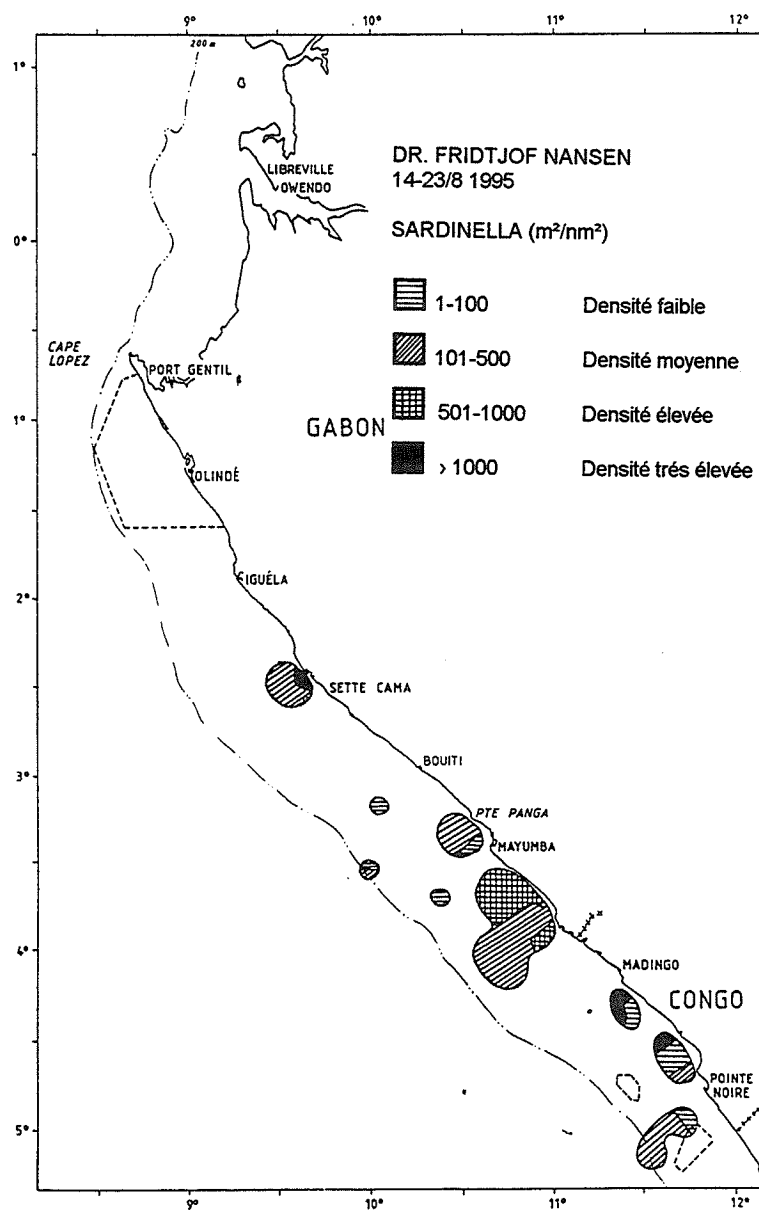 9° 10° 11° 12°
200 m
1°
DR. FRIDTJOF NANSEN
14-23/8 1995
LIBREVILLE
OWENDO
SARDINELLA (m²/nm²)
0°
1-100 Densité faible
CAPE
LOPEZ
101-500 Densité moyenne
PORT GENTIL
501-1000 Densité élevée
1°
GABON
> 1000 Densité trés élevée
OLINDÉ
IGUÉLA
2°
SETTE CAMA
BOUITI
3°
PTE PANGA
MAYUMBA
4°
MADINGO
CONGO
POINTE
NOIRE
5°
9° 10° 11° 12°